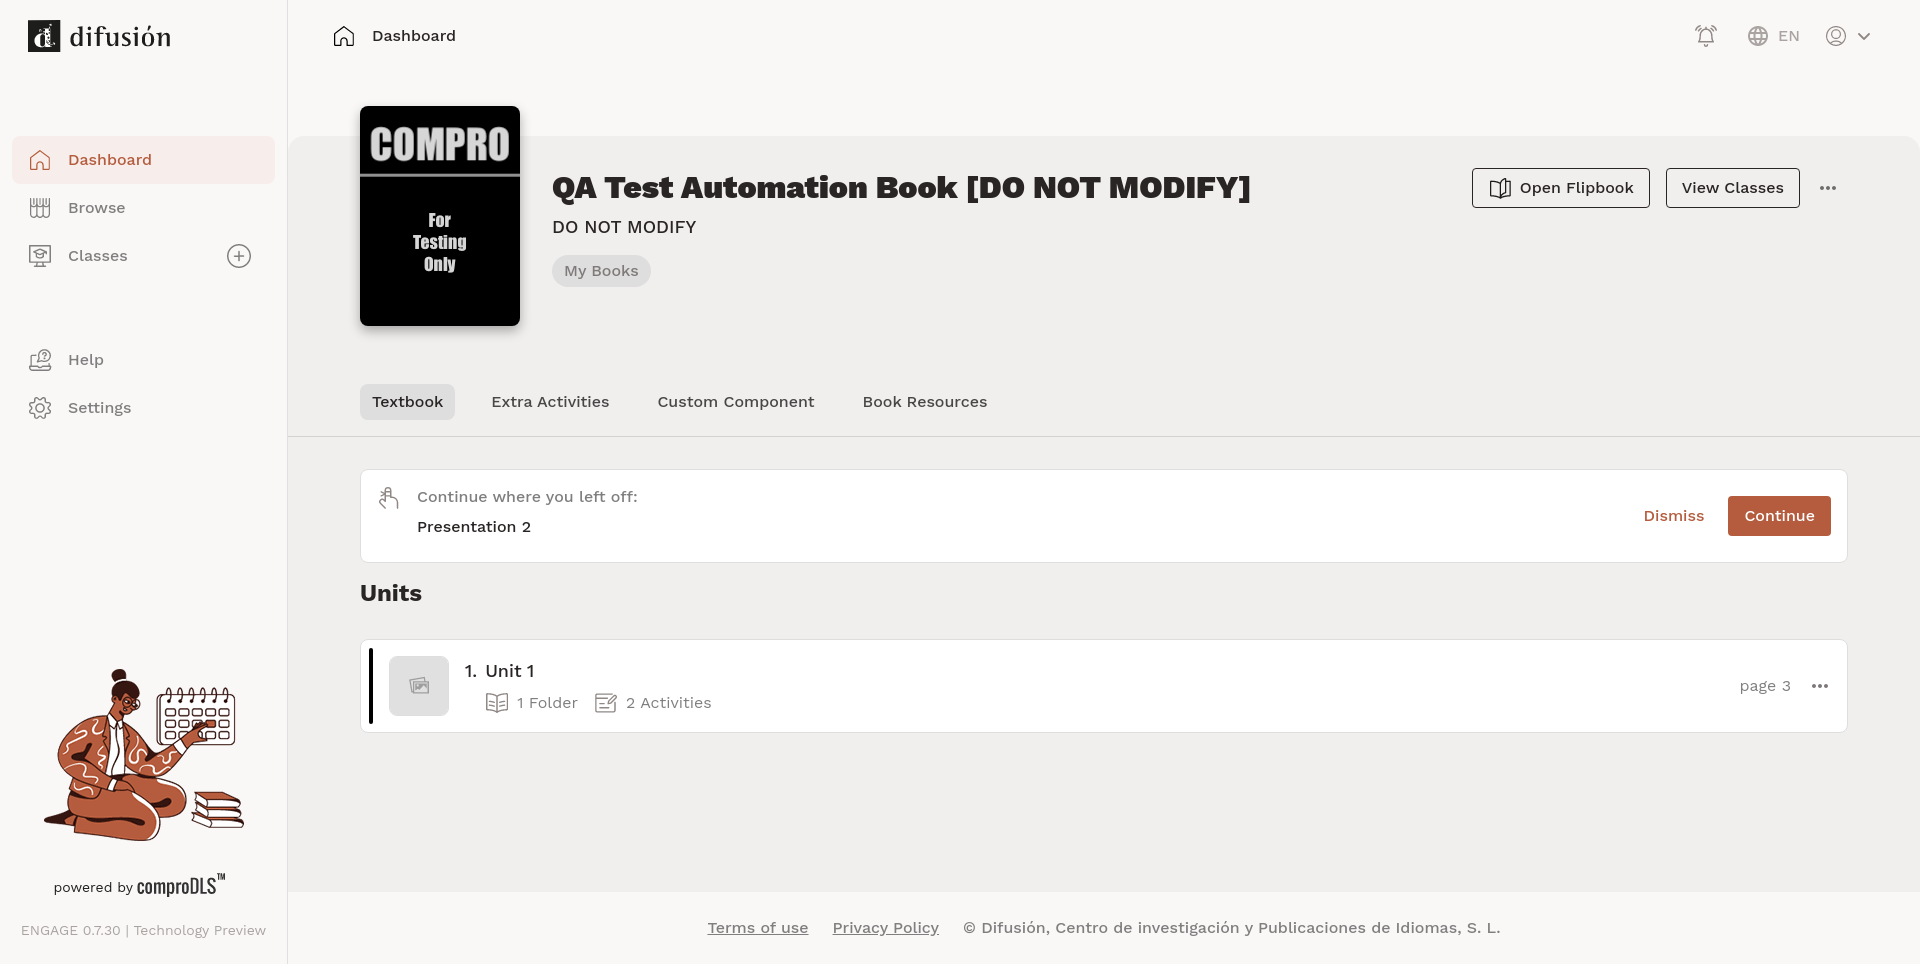 difusión
Dashboard
EN
Dashboard
Browse
Classes
Help
Settings
COMPRO
For
Testing
Only
QA Test Automation Book [DO NOT MODIFY]
DO NOT MODIFY
My Books
Open Flipbook
View Classes
Textbook
Extra Activities
Custom Component
Book Resources
Continue where you left off:
Presentation 2
Dismiss
Continue
Units
1. Unit 1
1 Folder
2 Activities
page 3
powered by comproDLS™
ENGAGE 0.7.30 | Technology Preview
Terms of use
Privacy Policy
© Difusión, Centro de investigación y Publicaciones de Idiomas, S. L.